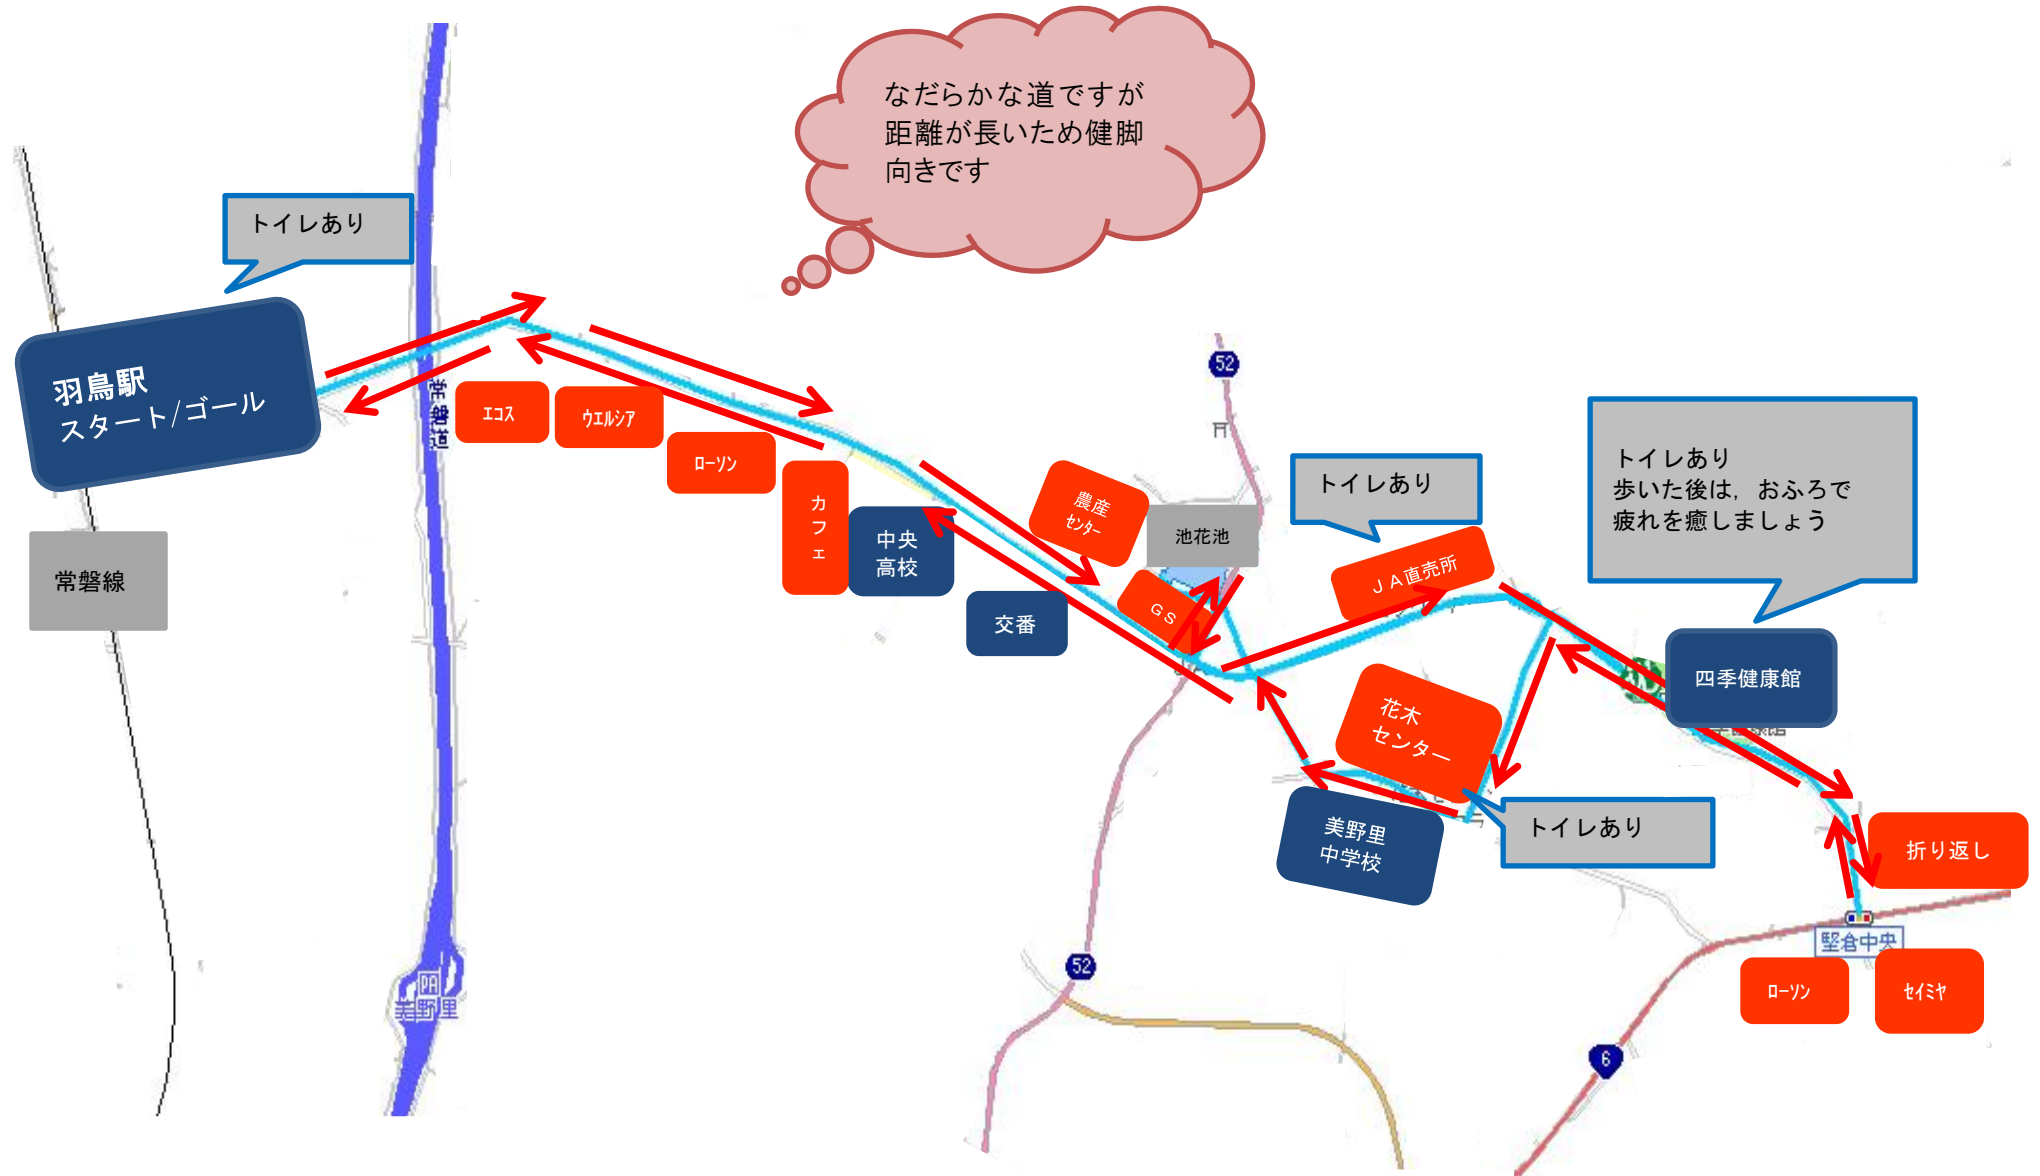 なだらかな道ですが
距離が長いため健脚
向きです
トイレあり
羽鳥駅
スタート/ゴール
常磐線
エコス
ウエルシア
ローソン
カフェ
中央
高校
交番
農産
センター
GS
池花池
52
トイレあり
JA直売所
トイレあり
歩いた後は,おふろで
疲れを癒しましょう
四季健康館
花木
センター
美野里
中学校
トイレあり
折り返し
堅倉中央
ローソン
セイミヤ
52
6
PA
美野里